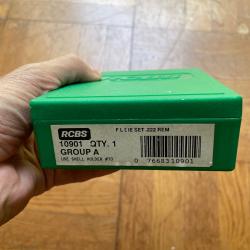 RCBS
F L DIE SET .222 REM
10901 QTY. 1
GROUP A
USE SHELL HOLDER #10
0 76683 10901